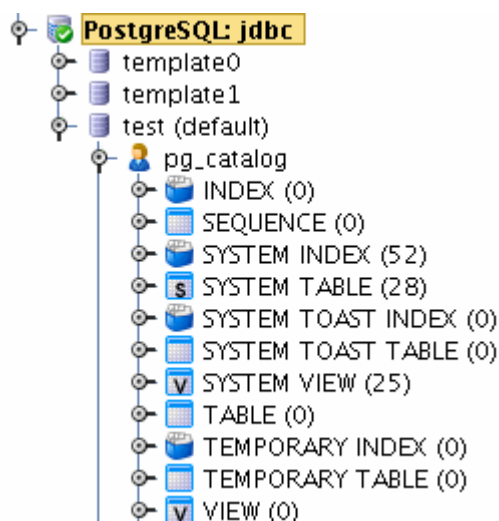 PostgreSQL: jdbc
template0
template1
test (default)
pg_catalog
INDEX (0)
SEQUENCE (0)
SYSTEM INDEX (52)
S SYSTEM TABLE (28)
SYSTEM TOAST INDEX (0)
SYSTEM TOAST TABLE (0)
V SYSTEM VIEW (25)
TABLE (0)
TEMPORARY INDEX (0)
TEMPORARY TABLE (0)
V VIEW (0)